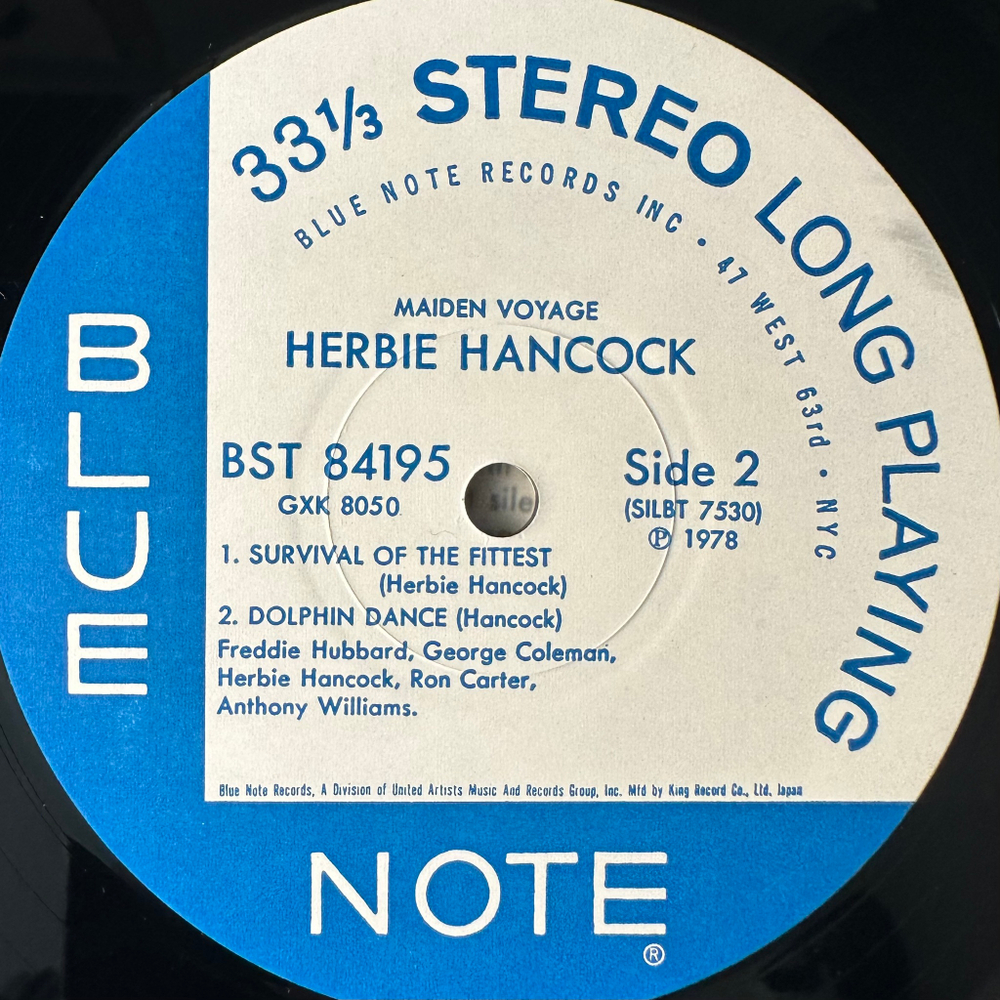 33⅓ STEREO LONG PLAYING
BLUE NOTE RECORDS INC • 47 WEST 63rd • NYC
MAIDEN VOYAGE
HERBIE HANCOCK
BST 84195
GXK 8050
Side 2
(SILBT 7530)
℗ 1978
1. SURVIVAL OF THE FITTEST
(Herbie Hancock)
2. DOLPHIN DANCE (Hancock)
Freddie Hubbard, George Coleman,
Herbie Hancock, Ron Carter,
Anthony Williams.
Blue Note Records, A Division of United Artists Music And Records Group, Inc. Mfd by King Record Co., Ltd. Japan
BLUE
NOTE
®